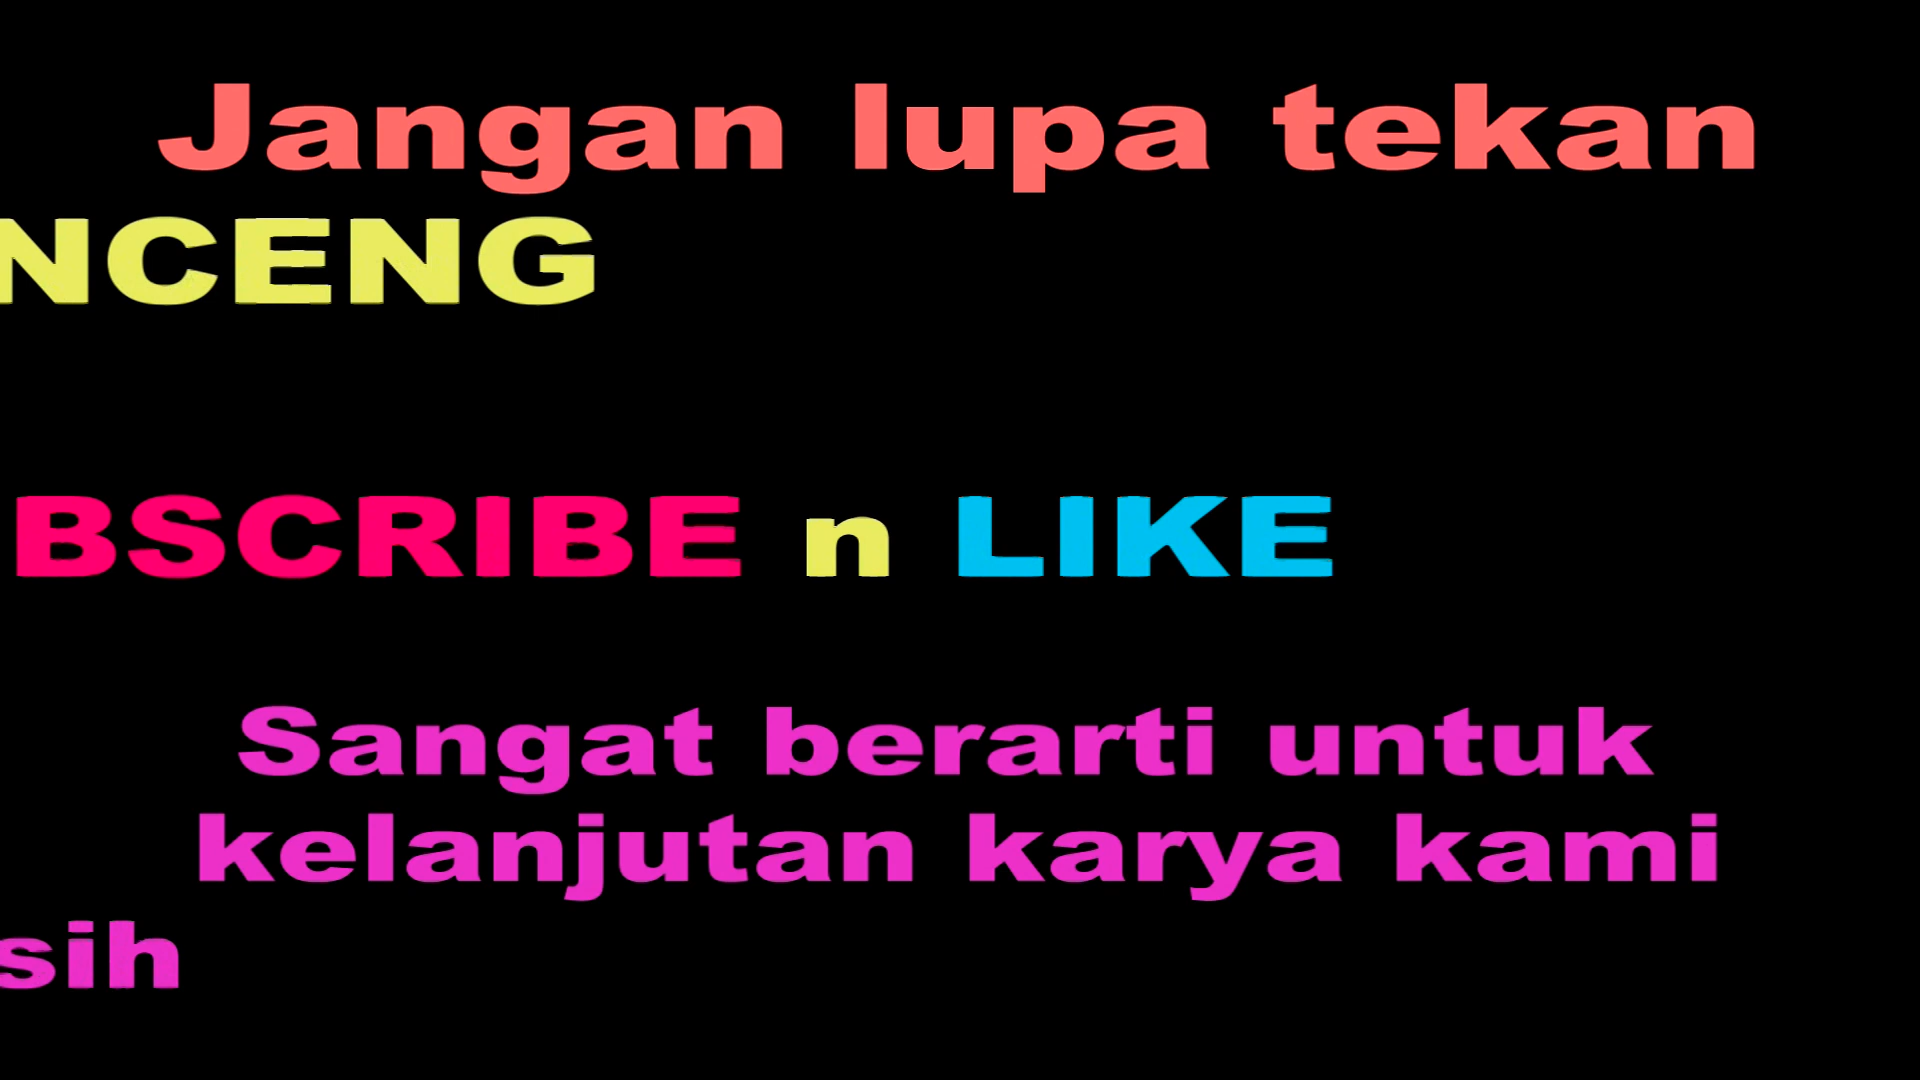 Jangan lupa tekan
NCENG
BSCRIBE n LIKE
Sangat berarti untuk
kelanjutan karya kami
sih